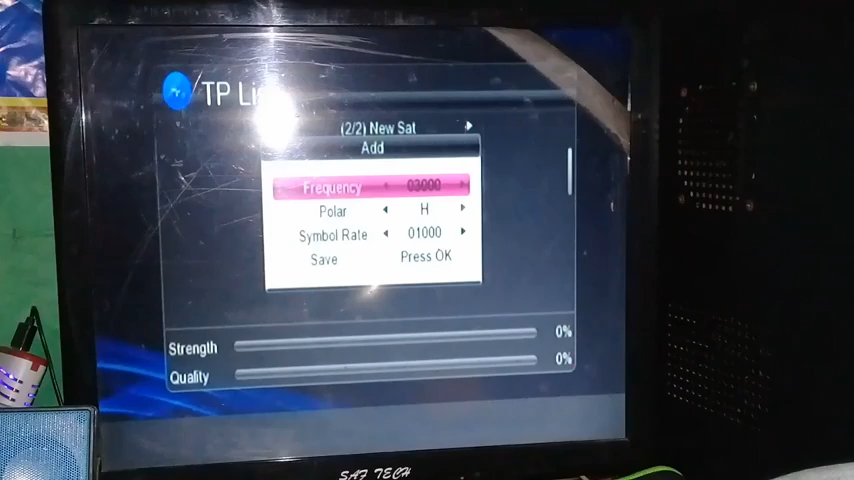 TP Li
(2/2) New Sat
Add
Frequency 03000
Polar H
Symbol Rate 01000
Save Press OK
Strength 0%
Quality 0%
SAF TECH